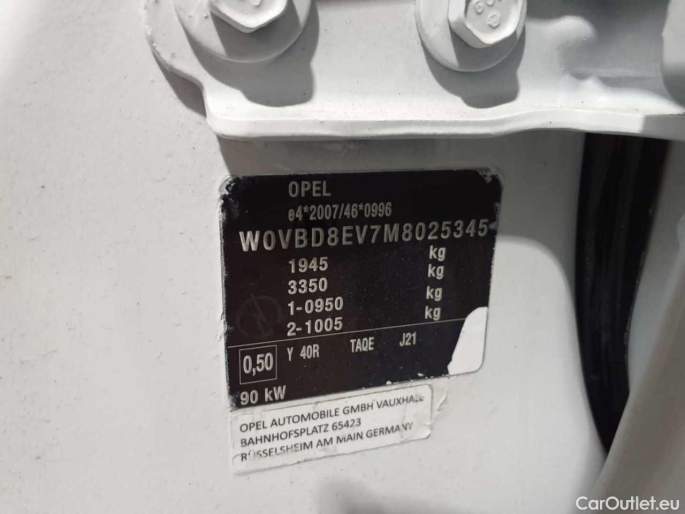 OPEL
e4*2007/46*0996
W0VBD8EV7M8025345
1945 kg
3350 kg
1-0950 kg
2-1005 kg
0,50 Y 40R TAQE J21
90 kW
OPEL AUTOMOBILE GMBH VAUXHALL
BAHNHOFSPLATZ 65423
RÜSSELSHEIM AM MAIN GERMANY
CarOutlet.eu